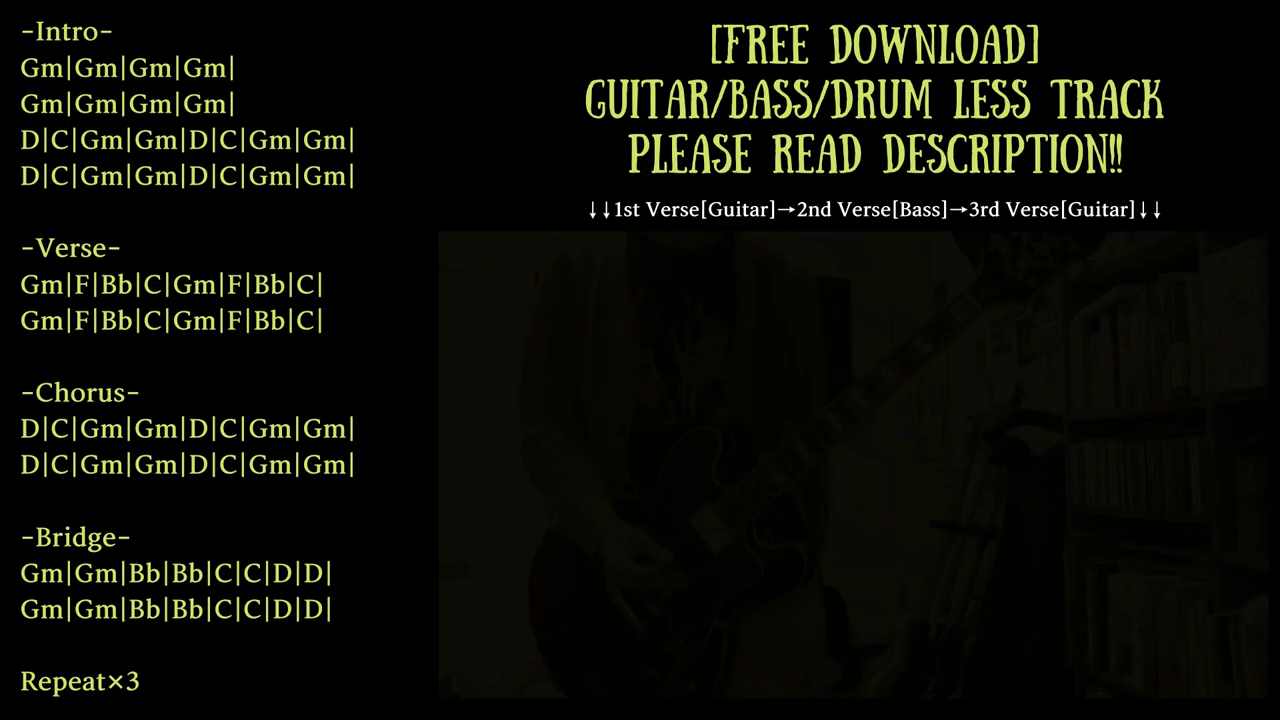 -Intro-
Gm|Gm|Gm|Gm|
Gm|Gm|Gm|Gm|
D|C|Gm|Gm|D|C|Gm|Gm|
D|C|Gm|Gm|D|C|Gm|Gm|
-Verse-
Gm|F|Bb|C|Gm|F|Bb|C|
Gm|F|Bb|C|Gm|F|Bb|C|
-Chorus-
D|C|Gm|Gm|D|C|Gm|Gm|
D|C|Gm|Gm|D|C|Gm|Gm|
-Bridge-
Gm|Gm|Bb|Bb|C|C|D|D|
Gm|Gm|Bb|Bb|C|C|D|D|
Repeat×3
[FREE DOWNLOAD]
GUITAR/BASS/DRUM LESS TRACK
PLEASE READ DESCRIPTION!!
↓↓1st Verse[Guitar]→2nd Verse[Bass]→3rd Verse[Guitar]↓↓